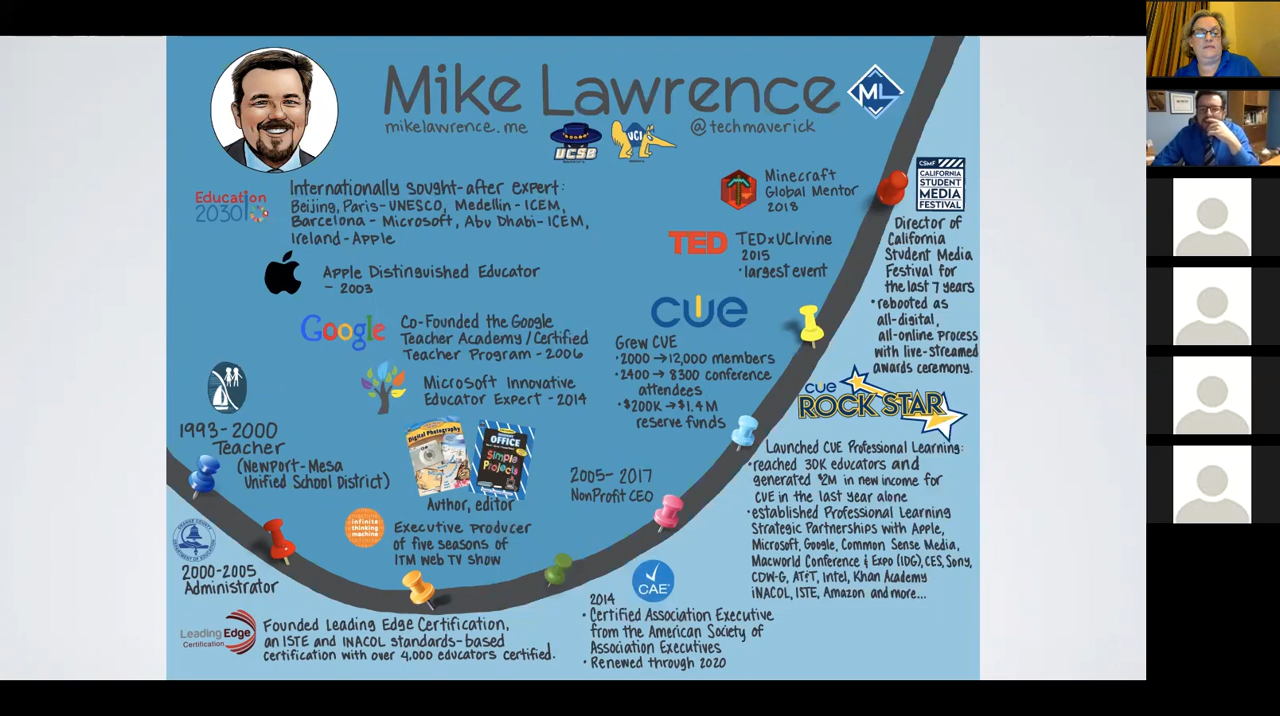 Mike Lawrence
ML
mikelawrence.me
@techmaverick
UCSB
UCI
Education
2030
Internationally sought-after expert:
Beijing, Paris-UNESCO, Medellin-ICEM,
Barcelona - Microsoft, Abu Dhabi-ICEM,
Ireland-Apple
Apple Distinguished Educator
- 2003
Google
Co-Founded the Google
Teacher Academy/Certified
Teacher Program - 2006
Microsoft Innovative
Educator Expert -2014
1993-2000
Teacher
(Newport-Mesa
Unified School District)
Digital Photography
OFFICE
Simple
Projects
Author, editor
infinite
thinking
machine
Executive producer
of five seasons of
ITM web TV show
2000-2005
Administrator
Leading Edge
Certification
Founded Leading Edge Certification,
an ISTE and INACOL standards-based
certification with over 4,000 educators certified.
2005-2017
NonProfit CEO
CAE
2014
• Certified Association Executive
from the American Society of
Association Executives
• Renewed through 2020
Minecraft
Global Mentor
2018
TED
TEDxUCIrvine
2015
• largest event
cue
Grew CUE
• 2000 → 12,000 members
• 2400 → 8300 conference
attendees
• $200K → $1.4M
reserve funds
CSMF
CALIFORNIA
STUDENT
MEDIA
FESTIVAL
Director of
California
Student Media
Festival for
the last 7 years
• rebooted as
all-digital,
all-online process
with live-streamed
awards ceremony.
cue
ROCK STAR
Launched CUE Professional Learning:
• reached 30K educators and
generated $2M in new income for
CUE in the last year alone
• established Professional Learning
Strategic Partnerships with Apple,
Microsoft, Google, Common Sense Media,
Macworld Conference & Expo (IDG), CES, Sony,
CDW-G, AT&T, Intel, Khan Academy
iNACOL, ISTE, Amazon and more...